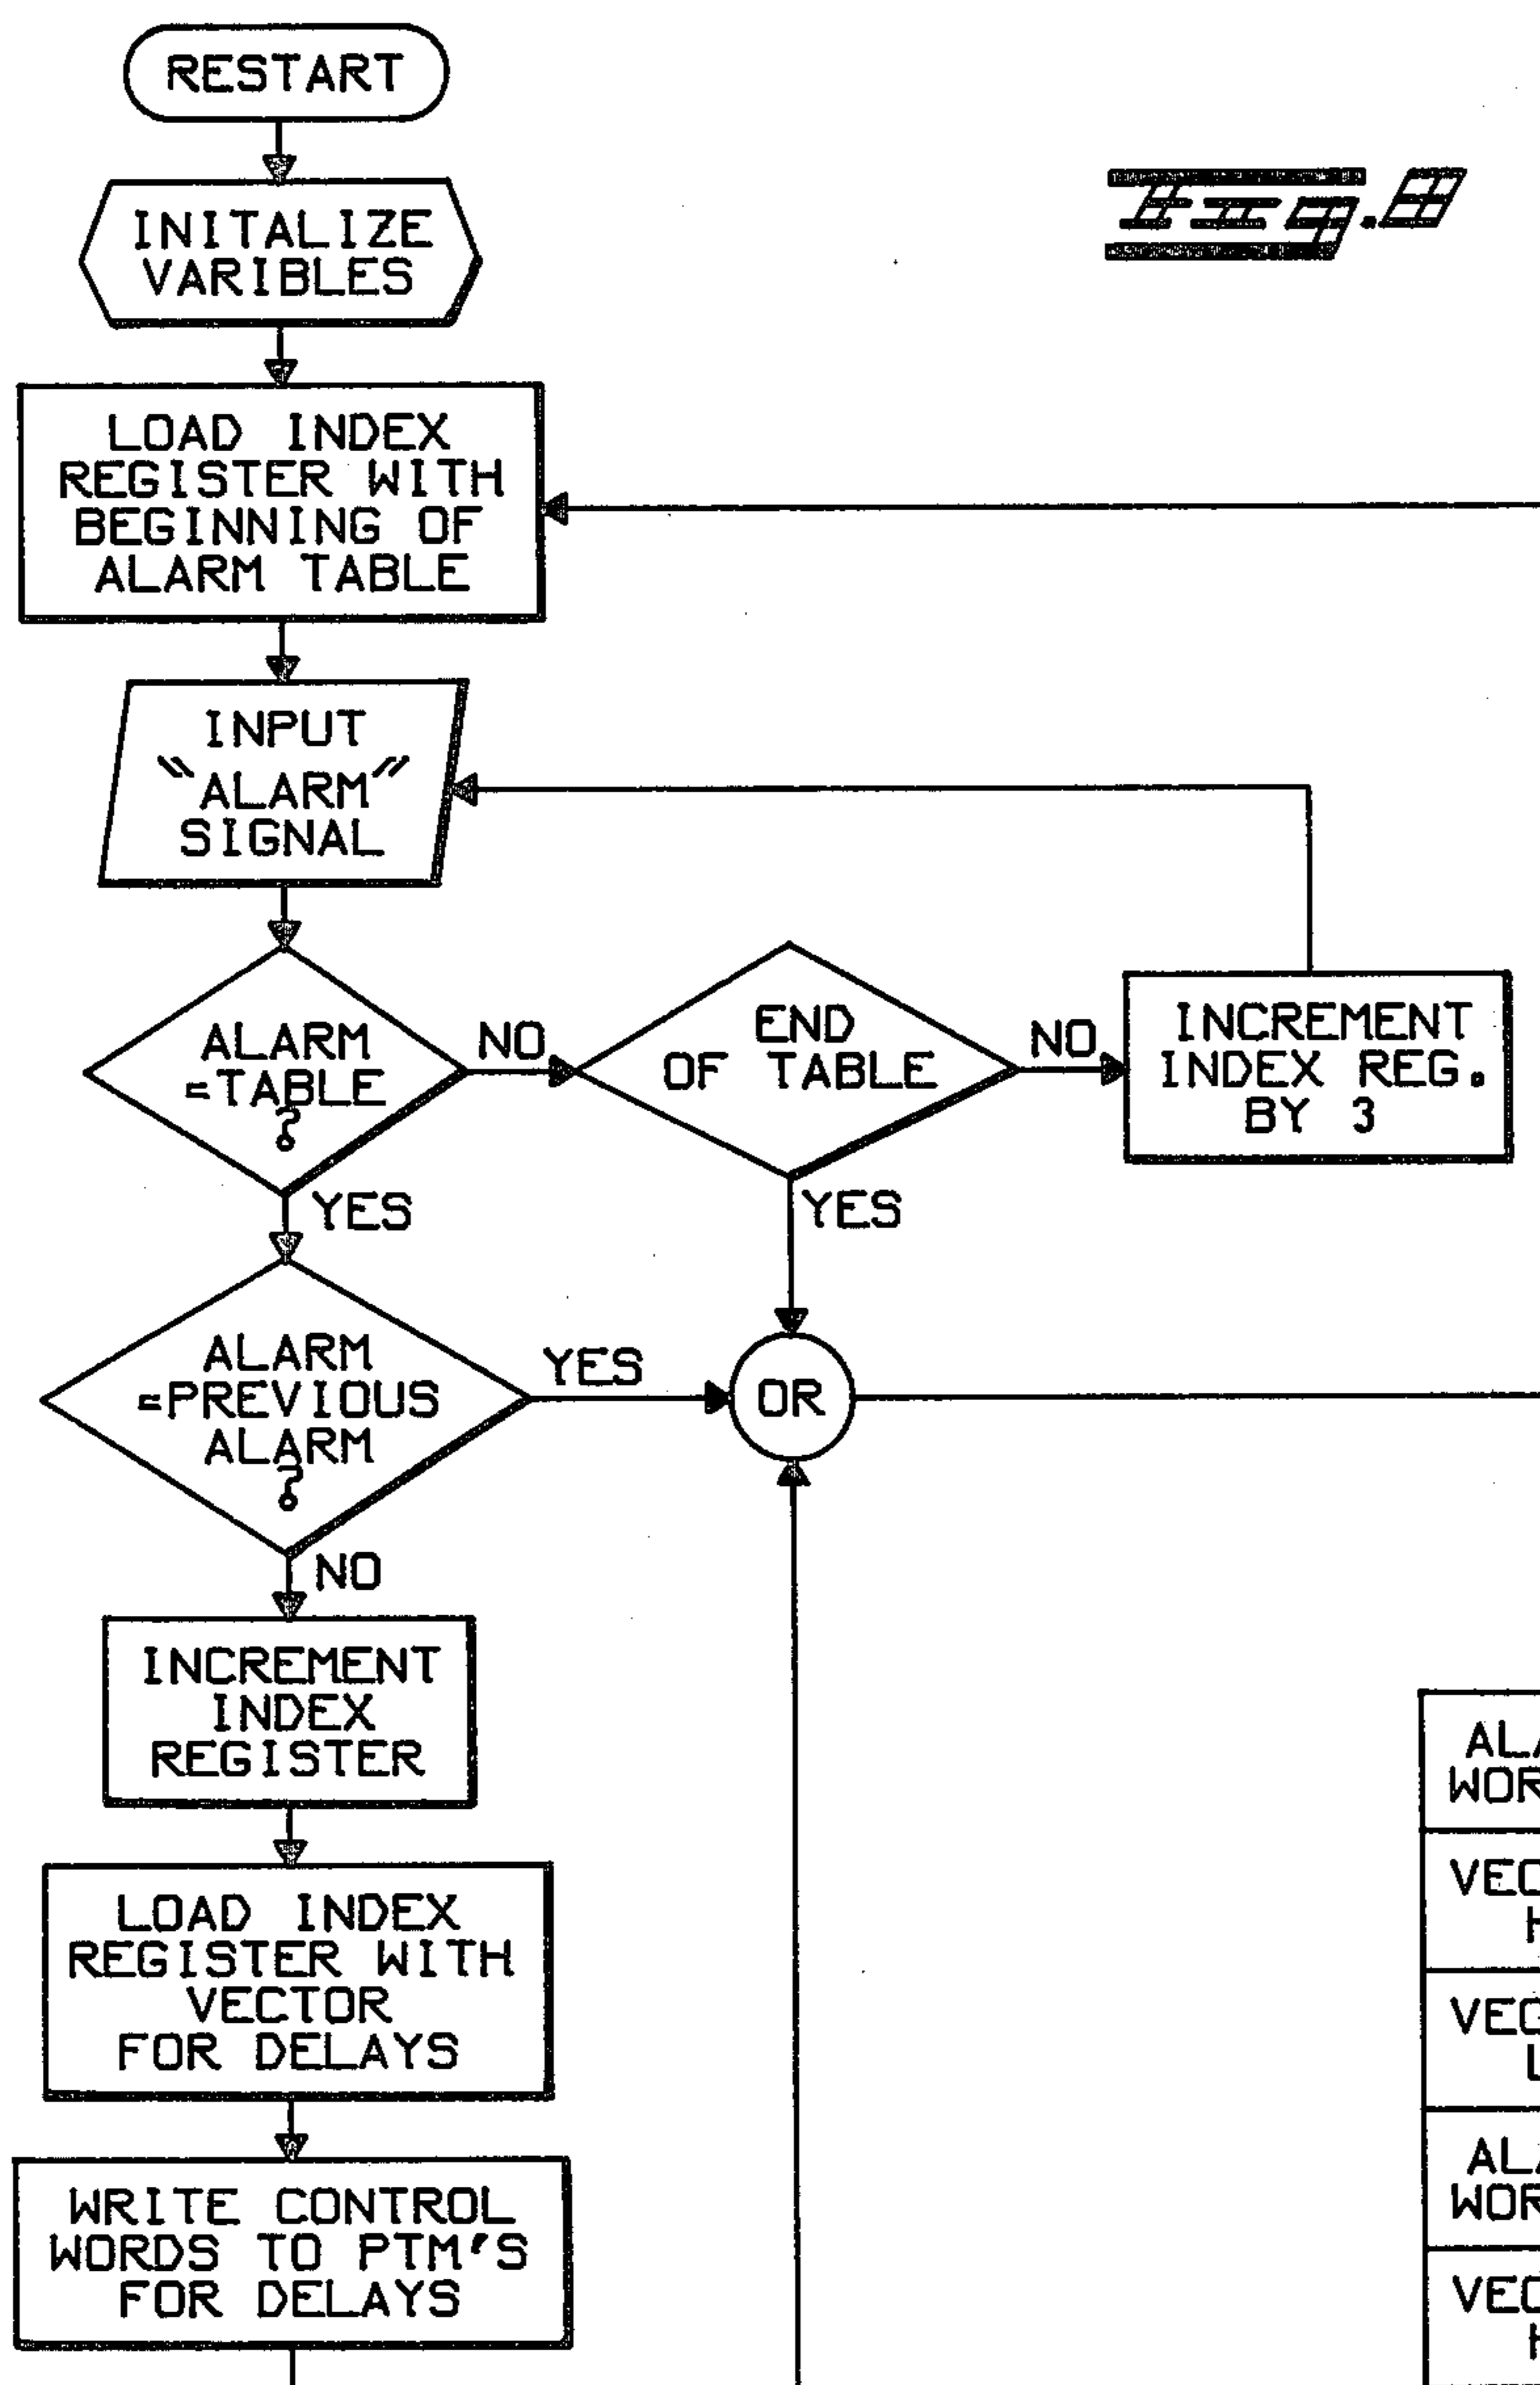 RESTART
Fig. 8
INITALIZE
VARIBLES
LOAD INDEX
REGISTER WITH
BEGINNING OF
ALARM TABLE
INPUT
"ALARM"
SIGNAL
ALARM
=TABLE
?
NO
END
OF TABLE
NO
INCREMENT
INDEX REG.
BY 3
YES
YES
ALARM
=PREVIOUS
ALARM
?
YES
OR
NO
INCREMENT
INDEX
REGISTER
LOAD INDEX
REGISTER WITH
VECTOR
FOR DELAYS
WRITE CONTROL
WORDS TO PTM'S
FOR DELAYS